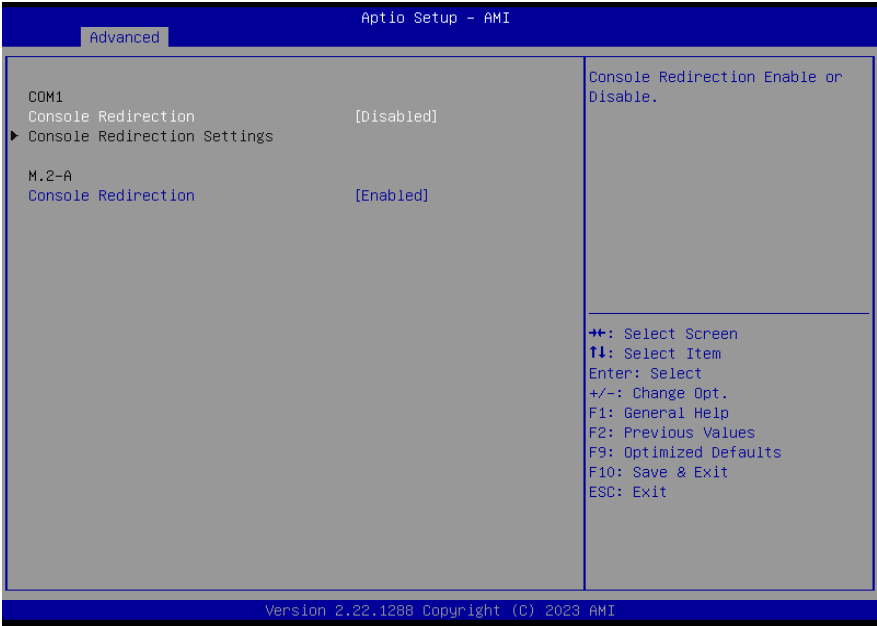 Aptio Setup – AMI
Advanced
COM1
Console Redirection [Disabled]
Console Redirection Settings
M.2-A
Console Redirection [Enabled]
Console Redirection Enable or
Disable.
→←: Select Screen
↑↓: Select Item
Enter: Select
+/-: Change Opt.
F1: General Help
F2: Previous Values
F9: Optimized Defaults
F10: Save & Exit
ESC: Exit
Version 2.22.1288 Copyright (C) 2023 AMI